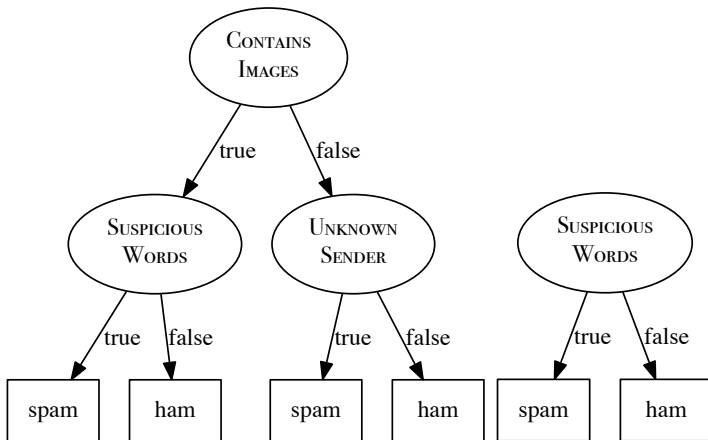 Contains
Images
true
false
Suspicious
Words
Unknown
Sender
Suspicious
Words
true
false
true
false
true
false
spam
ham
spam
ham
spam
ham